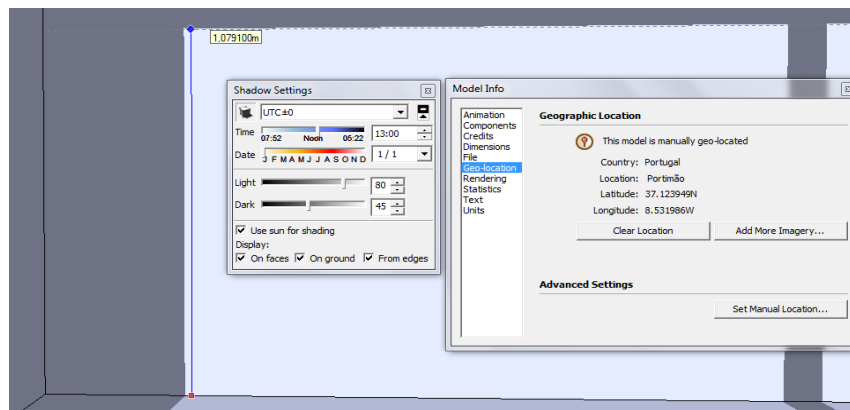 1,079100m
Shadow Settings
UTC±0
Time 07:52 Noon 05:22 13:00
Date J F M A M J J A S O N D 1 / 1
Light 80
Dark 45
Use sun for shading
Display:
On faces On ground From edges
Model Info
Animation
Components
Credits
Dimensions
File
Geo-location
Rendering
Statistics
Text
Units
Geographic Location
This model is manually geo-located
Country: Portugal
Location: Portimão
Latitude: 37.123949N
Longitude: 8.531986W
Clear Location Add More Imagery...
Advanced Settings
Set Manual Location...